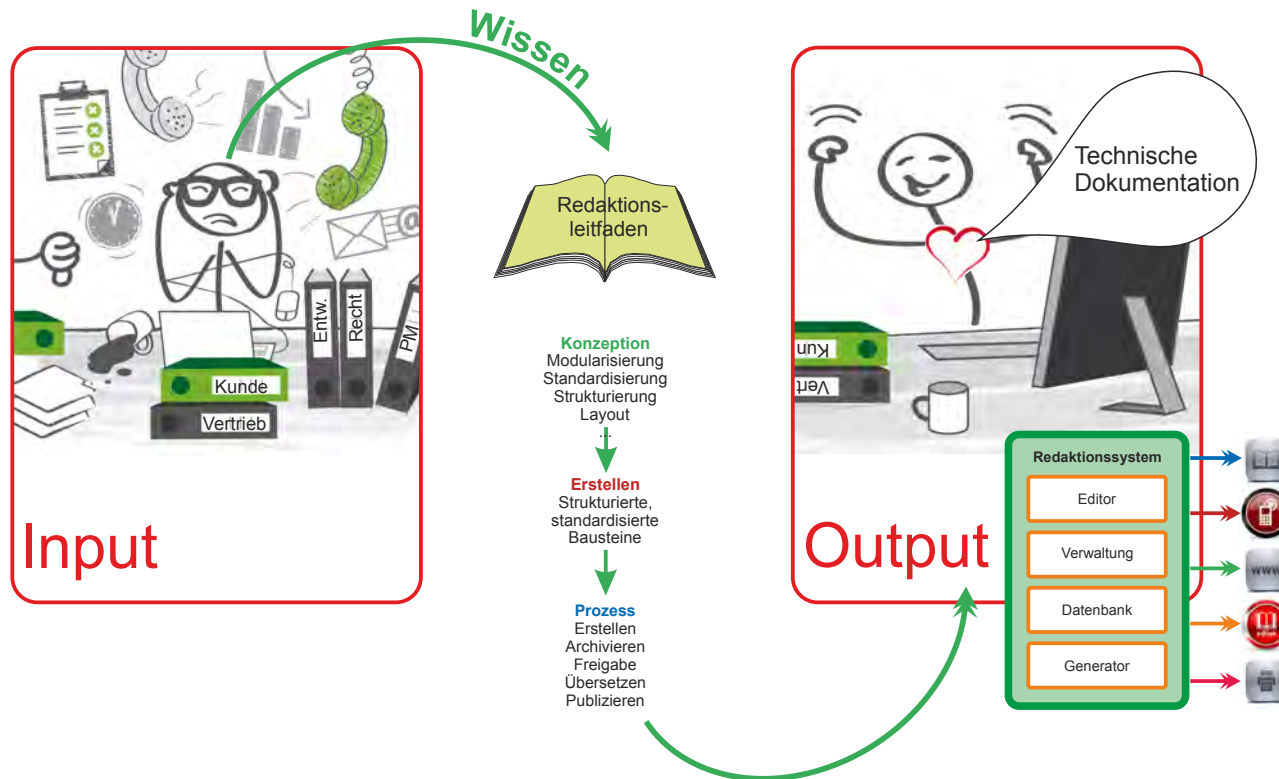 Wissen
Entw.
Recht
PM
Kunde
Vertrieb
Input
Redaktions-
leitfaden
Konzeption
Modularisierung
Standardisierung
Strukturierung
Layout
...
Erstellen
Strukturierte,
standardisierte
Bausteine
Prozess
Erstellen
Archivieren
Freigabe
Übersetzen
Publizieren
Technische
Dokumentation
Kun
Vert
Output
Redaktionssystem
Editor
Verwaltung
Datenbank
Generator
www